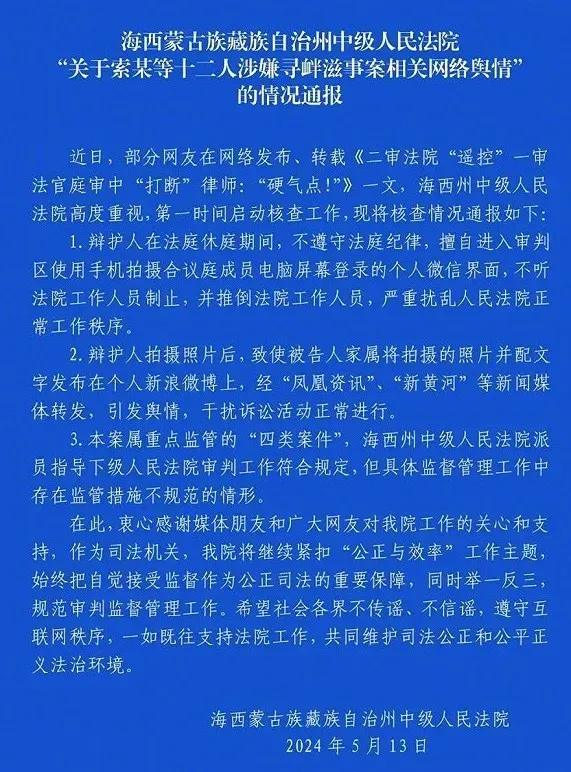 海西蒙古族藏族自治州中级人民法院
“关于索某等十二人涉嫌寻衅滋事案相关网络舆情”
的情况通报
近日，部分网友在网络发布、转载《二审法院“遥控”一审
法官庭审中“打断”律师：“硬气点！”》一文，海西州中级人民
法院高度重视，第一时间启动核查工作，现将核查情况通报如下：
1. 辩护人在法庭休庭期间，不遵守法庭纪律，擅自进入审判
区使用手机拍摄合议庭成员电脑屏幕登录的个人微信界面，不听
法院工作人员制止，并推倒法院工作人员，严重扰乱人民法院正
常工作秩序。
2. 辩护人拍摄照片后，致使被告人家属将拍摄的照片并配文
字发布在个人新浪微博上，经“凤凰资讯”、“新黄河”等新闻媒
体转发，引发舆情，干扰诉讼活动正常进行。
3. 本案属重点监管的“四类案件”，海西州中级人民法院派
员指导下级人民法院审判工作符合规定，但具体监督管理工作中
存在监管措施不规范的情形。
在此，衷心感谢媒体朋友和广大网友对我院工作的关心和支
持，作为司法机关，我院将继续紧扣“公正与效率”工作主题，
始终把自觉接受监督作为公正司法的重要保障，同时举一反三，
规范审判监督管理工作。希望社会各界不传谣、不信谣，遵守互
联网秩序，一如既往支持法院工作，共同维护司法公正和公平正
义法治环境。
海西蒙古族藏族自治州中级人民法院
2024 年 5 月 13 日